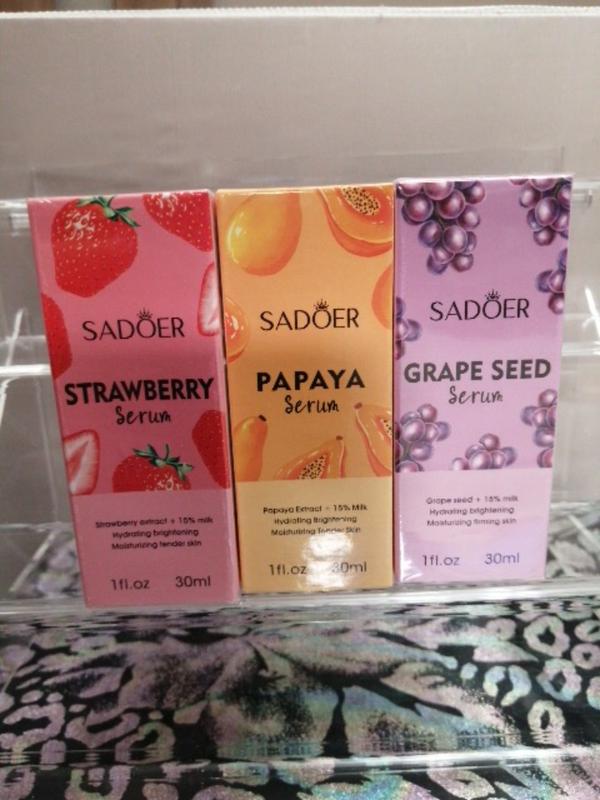 SADOER
STRAWBERRY
Serum
Strawberry extract + 15% milk
Hydrating brightening
Moisturizing tender skin
1fl.oz 30ml
SADOER
PAPAYA
Serum
Papaya Extract + 15% Milk
Hydrating Brightening
Moisturizing Tender Skin
1fl.oz 30ml
SADOER
GRAPE SEED
Serum
Grape seed + 15% milk
Hydrating brightening
Moisturizing firming skin
1fl.oz 30ml